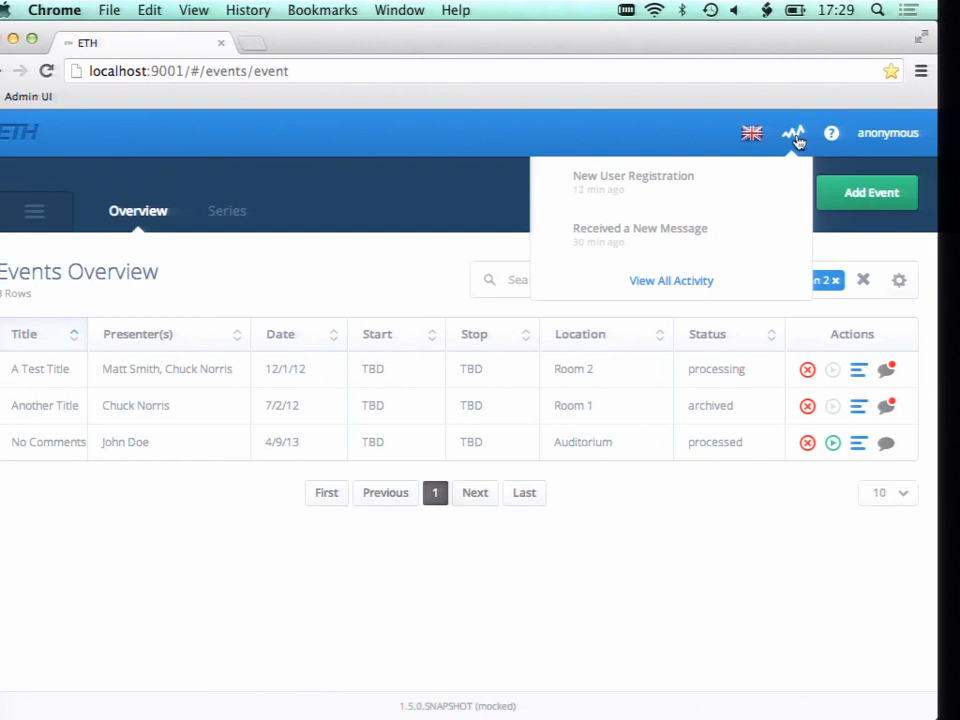 Chrome File Edit View History Bookmarks Window Help 17:29
ETH
localhost:9001/#/events/event
Admin UI
ETH anonymous
New User Registration
12 min ago
Add Event
Overview Series
Received a New Message
30 min ago
Events Overview
View All Activity
Sea
n 2
Rows
Title Presenter(s) Date Start Stop Location Status Actions
A Test Title Matt Smith, Chuck Norris 12/1/12 TBD TBD Room 2 processing
Another Title Chuck Norris 7/2/12 TBD TBD Room 1 archived
No Comments John Doe 4/9/13 TBD TBD Auditorium processed
First Previous 1 Next Last 10
1.5.0.SNAPSHOT (mocked)